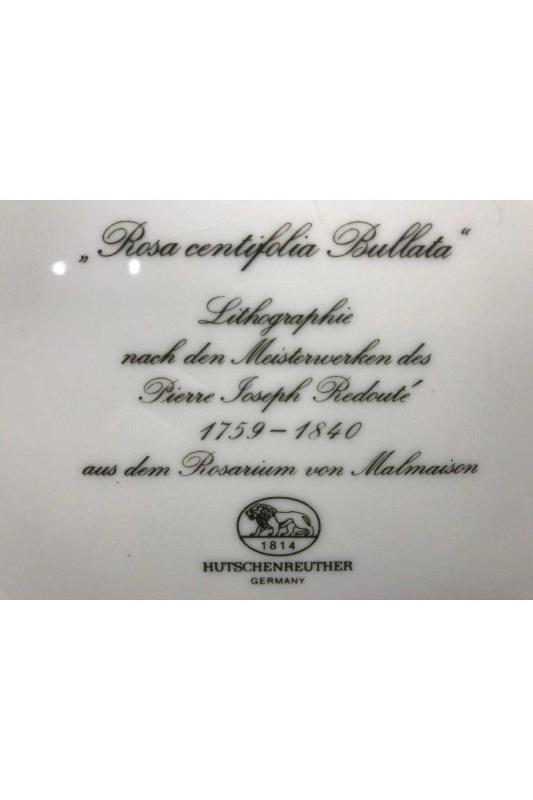 „Rosa centifolia Bullata“
Lithographie
nach den Meisterwerken des
Pierre Joseph Redouté
1759 – 1840
aus dem Rosarium von Malmaison
1814
HUTSCHENREUTHER
GERMANY